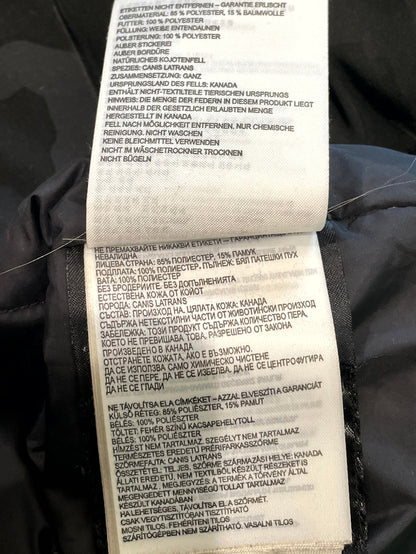 ETIKETTEN NICHT ENTFERNEN – GARANTIE ERLISCHT
OBERMATERIAL: 85 % POLYESTER, 15 % BAUMWOLLE
FUTTER: 100 % POLYESTER
FÜLLUNG: WEIßE ENTENDAUNEN
POLSTERUNG: 100% POLYESTER
AUßER STICKEREI
AUßER BORDÜRE
NATÜRLICHES KOJOTENFELL
SPEZIES: CANIS LATRANS
ZUSAMMENSETZUNG: GANZ
URSPRUNGSLAND DES FELLS: KANADA
ENTHÄLT NICHT-TEXTILE TEILE TIERISCHEN URSPRUNGS
HINWEIS: DIE MENGE DER FEDERN IN DIESEM PRODUKT LIEGT
INNERHALB DER GESETZLICH ERLAUBTEN MENGE
HERGESTELLT IN KANADA
FELL NACH MÖGLICHKEIT ENTFERNEN, NUR CHEMISCHE
REINIGUNG. NICHT WASCHEN
KEINE BLEICHMITTEL VERWENDEN
NICHT IM WÄSCHETROCKNER TROCKNEN
NICHT BÜGELN
НЕ ПРЕМАХВАЙТЕ НИКАКВИ ЕТИКЕТИ – ГАРАНЦИЯТА
НЕВАЛИДНА
ЛИЦЕВА СТРАНА: 85% ПОЛИЕСТЕР, 15% ПАМУК
ПОДПЛАТА: 100% ПОЛИЕСТЕР, ПЪЛНЕЖ: БЯЛ ПАТЕШКИ ПУХ
ВАТА: 100% ПОЛИЕСТЕР
БЕЗ БРОДЕРИИТЕ. БЕЗ ДОПЪЛНЕНИЯТА
ЕСТЕСТВЕНА КОЖА ОТ КОЙОТ
ПОРОДА: CANIS LATRANS
СЪСТАВ: ПРОИЗХОД НА ЦЯЛАТА КОЖА: КАНАДА
СЪДЪРЖА НЕТЕКСТИЛНИ ЧАСТИ ОТ ЖИВОТИНСКИ ПРОИЗХОД
ЗАБЕЛЕЖКА: ТОЗИ ПРОДУКТ СЪДЪРЖА КОЛИЧЕСТВО ПЕРА,
КОЕТО НЕ ПРЕВИШАВА ТОВА, РАЗРЕШЕНО ОТ ЗАКОНА
ПРОИЗВЕДЕНО В КАНАДА
ОТСТРАНЕТЕ КОЖАТА, АКО Е ВЪЗМОЖНО.
ДА СЕ ИЗПОЛЗВА САМО ХИМИЧЕСКО ЧИСТЕНЕ
ДА НЕ СЕ ПЕРЕ. ДА НЕ СЕ ИЗБЕЛВА. ДА НЕ СЕ ЦЕНТРОФУГИРА
ДА НЕ СЕ ГЛАДИ
NE TÁVOLÍTSA EL A CÍMKÉKET – AZZAL ELVESZÍTI A GARANCIÁT
KÜLSŐ RÉTEG: 85% POLIÉSZTER, 15% PAMUT
BÉLÉS: 100% POLIÉSZTER
TÖLTET: FEHÉR SZÍNŰ KACSAPEHELYTOLL
BÉLÉS: 100% POLIÉSZTER
HÍMZÉST NEM TARTALMAZ. SZEGÉLYT NEM TARTALMAZ
TERMÉSZETES EREDETŰ PRÉRIFARKASSZŐRME
SZŐRMEFAJTA: CANIS LATRANS
ÖSSZETÉTEL: TELJES, SZŐRME SZÁRMAZÁSI HELYE: KANADA
ÁLLATI EREDETŰ, NEM TEXTILBŐL KÉSZÜLT RÉSZEKET IS
TARTALMAZ . MEGJEGYZÉS: A TERMÉK A TÖRVÉNY ÁLTAL
MEGENGEDETT MENNYISÉGŰ TOLLAT TARTALMAZ
KÉSZÜLT KANADÁBAN
HA LEHETSÉGES, TÁVOLÍTSA EL A SZŐRMÉT.
CSAK VEGYTISZTÍTÓBAN TISZTÍTHATÓ
MOSNI TILOS. FEHÉRÍTENI TILOS
SZÁRÍTÓGÉPBEN NEM SZÁRÍTHATÓ. VASALNI TILOS